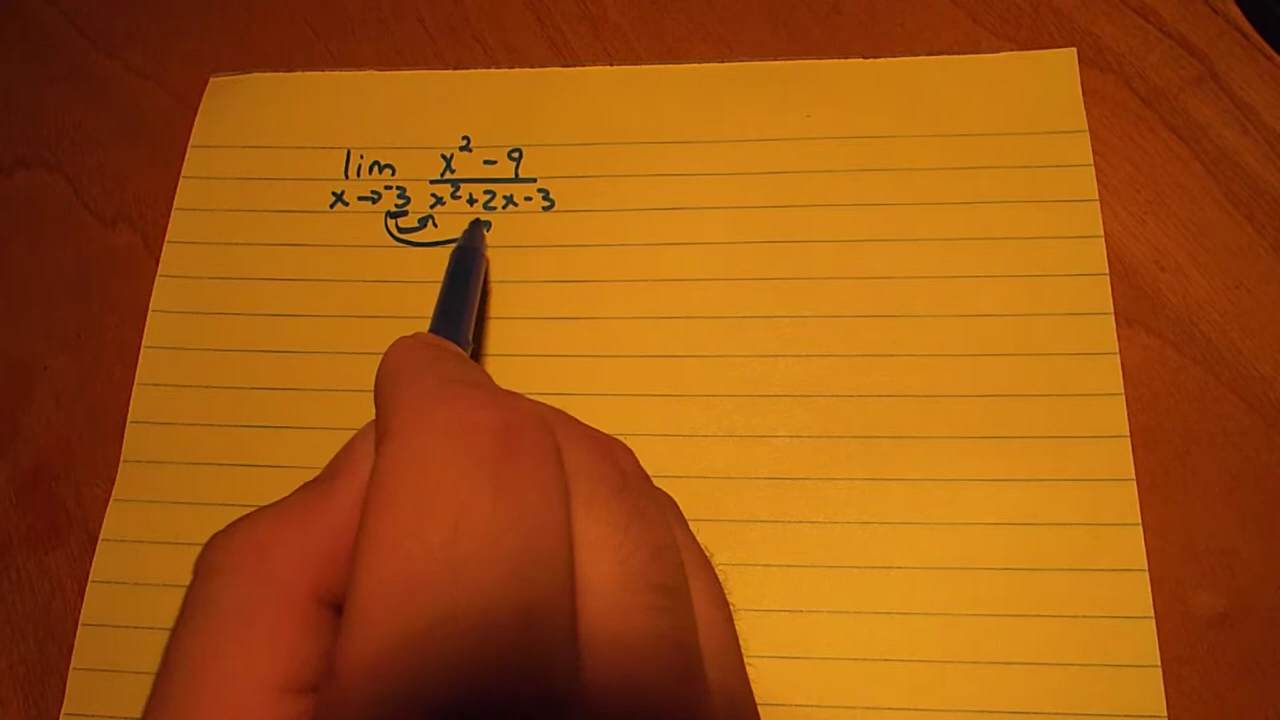 lim x² - 9
x → -3 x² + 2x - 3